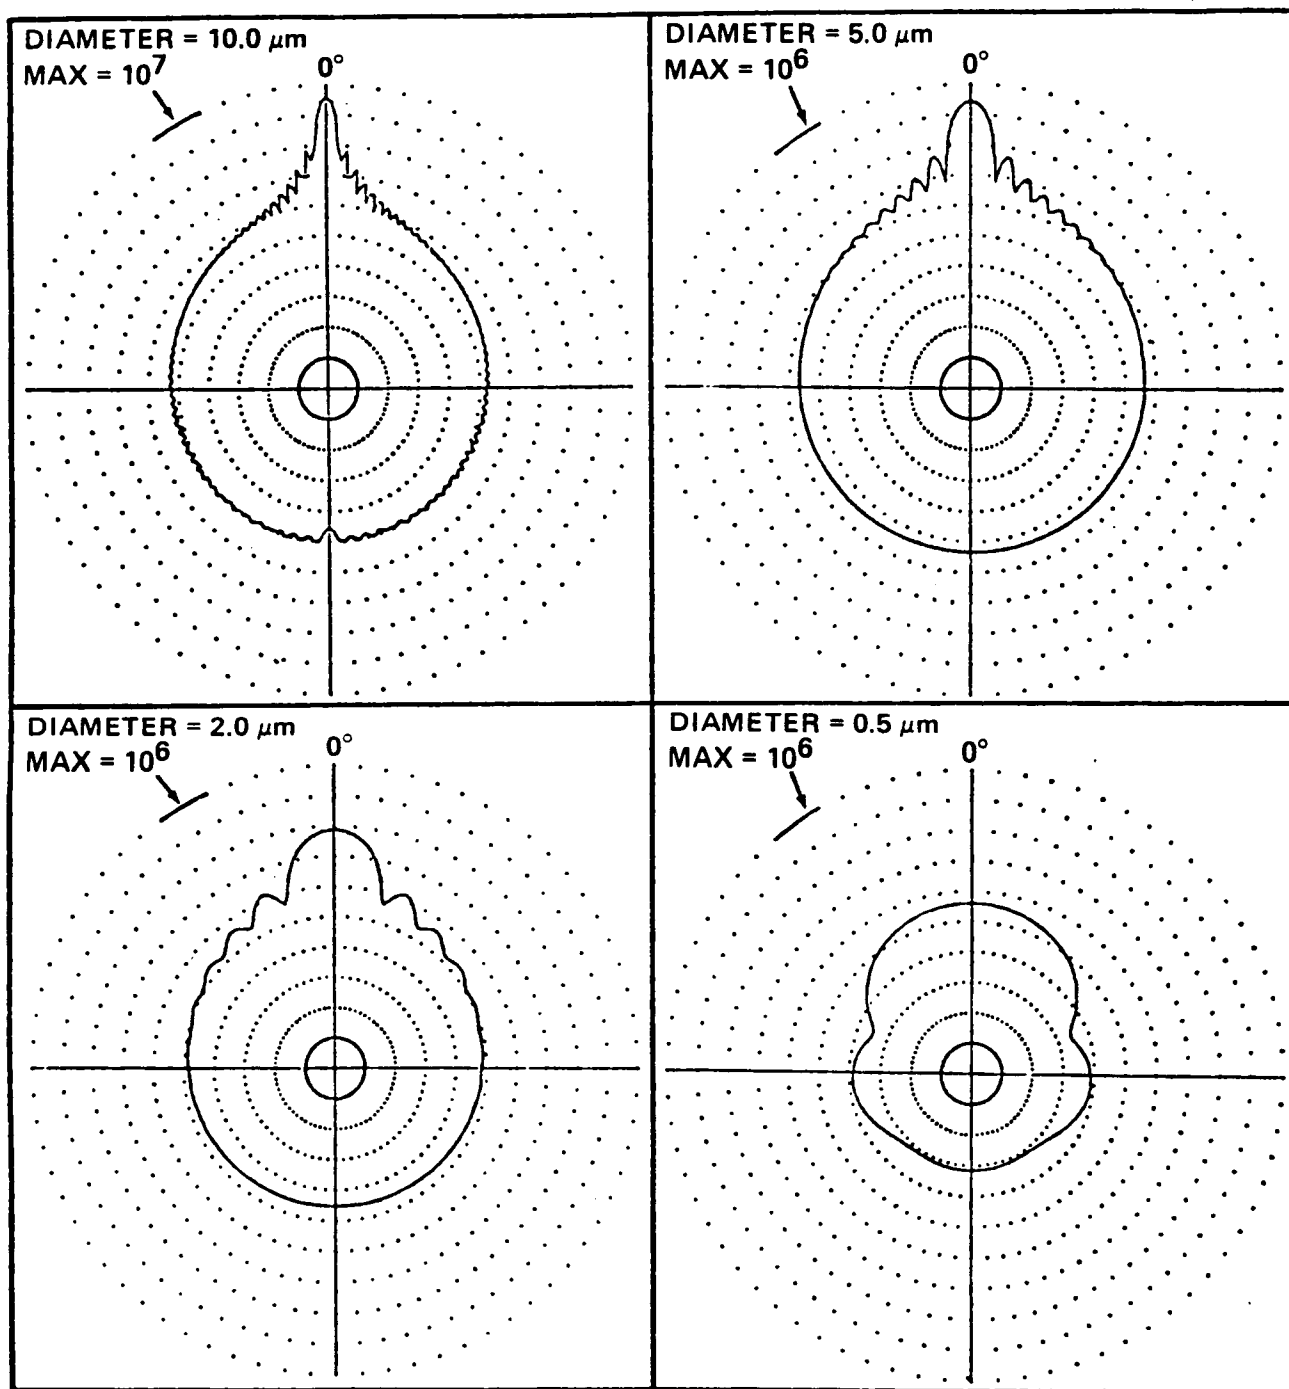 DIAMETER = 10.0 μm
MAX = 10⁷
0°
DIAMETER = 5.0 μm
MAX = 10⁶
0°
DIAMETER = 2.0 μm
MAX = 10⁶
0°
DIAMETER = 0.5 μm
MAX = 10⁶
0°